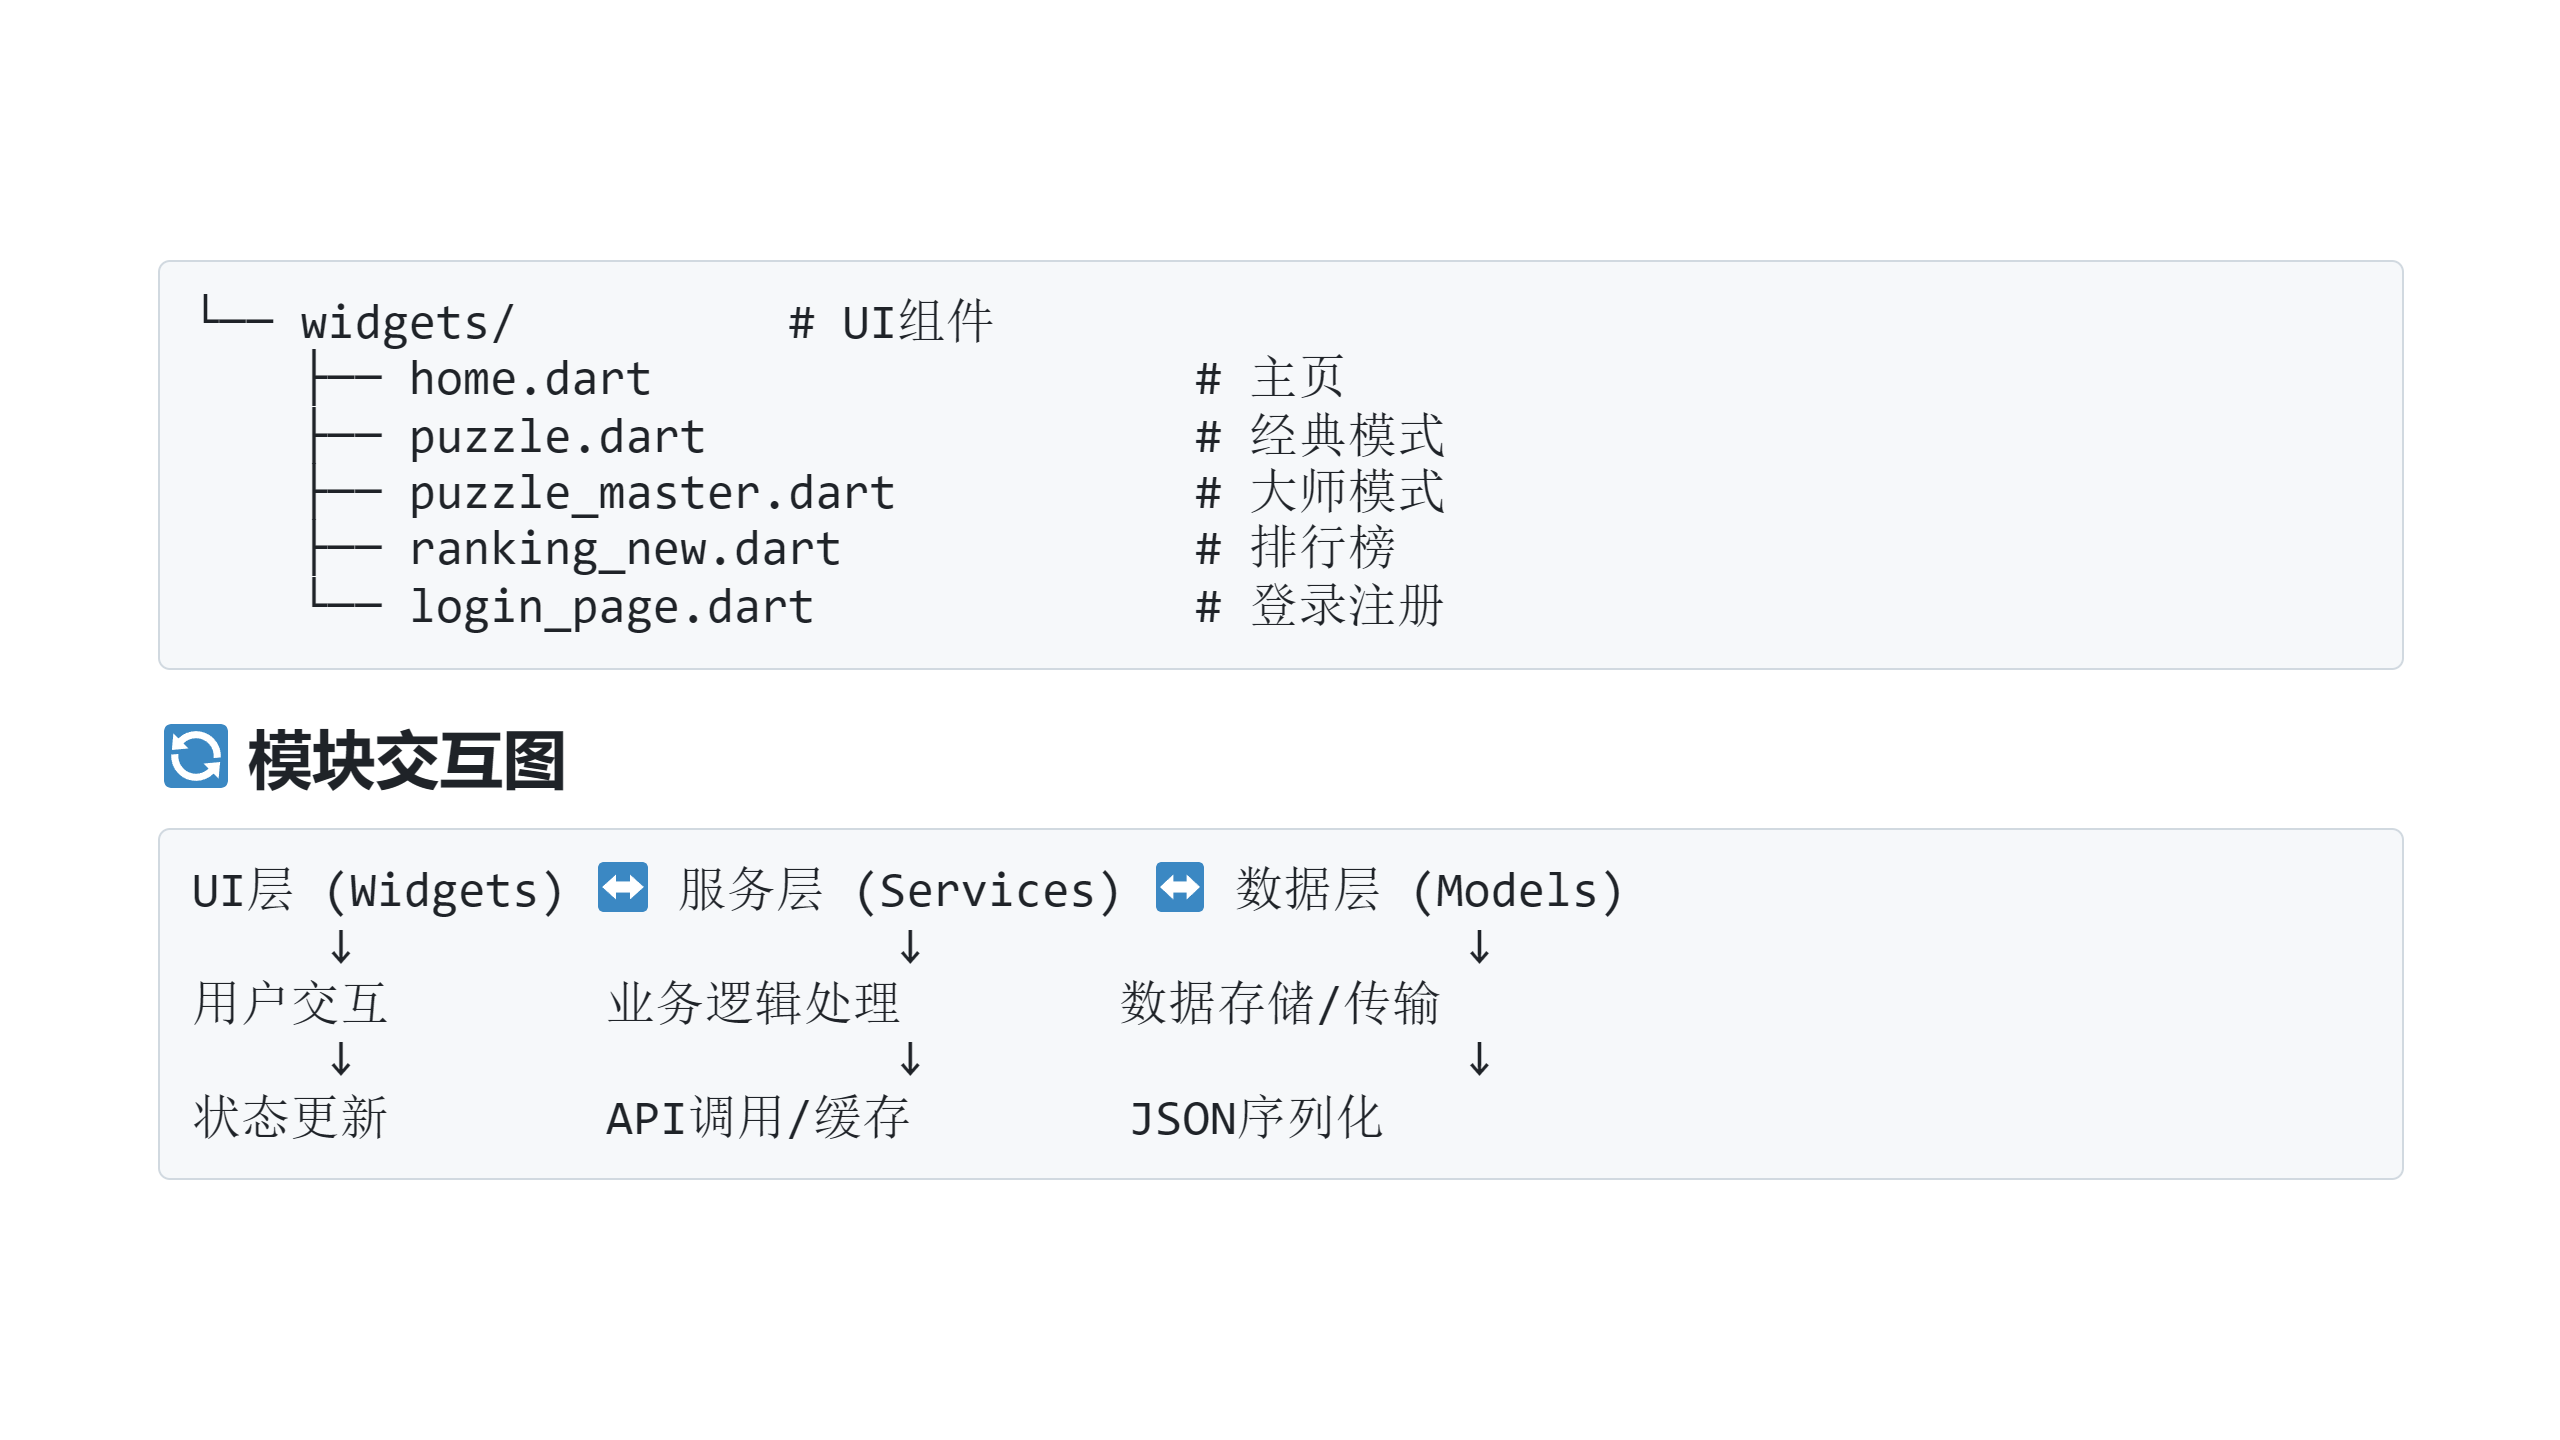 └── widgets/          # UI组件
    ├── home.dart                    # 主页
    ├── puzzle.dart                  # 经典模式
    ├── puzzle_master.dart           # 大师模式
    ├── ranking_new.dart             # 排行榜
    └── login_page.dart              # 登录注册
🔄 模块交互图
UI层 (Widgets) ↔️ 服务层 (Services) ↔️ 数据层 (Models)
     ↓                    ↓                    ↓
用户交互        业务逻辑处理        数据存储/传输
     ↓                    ↓                    ↓
状态更新        API调用/缓存        JSON序列化